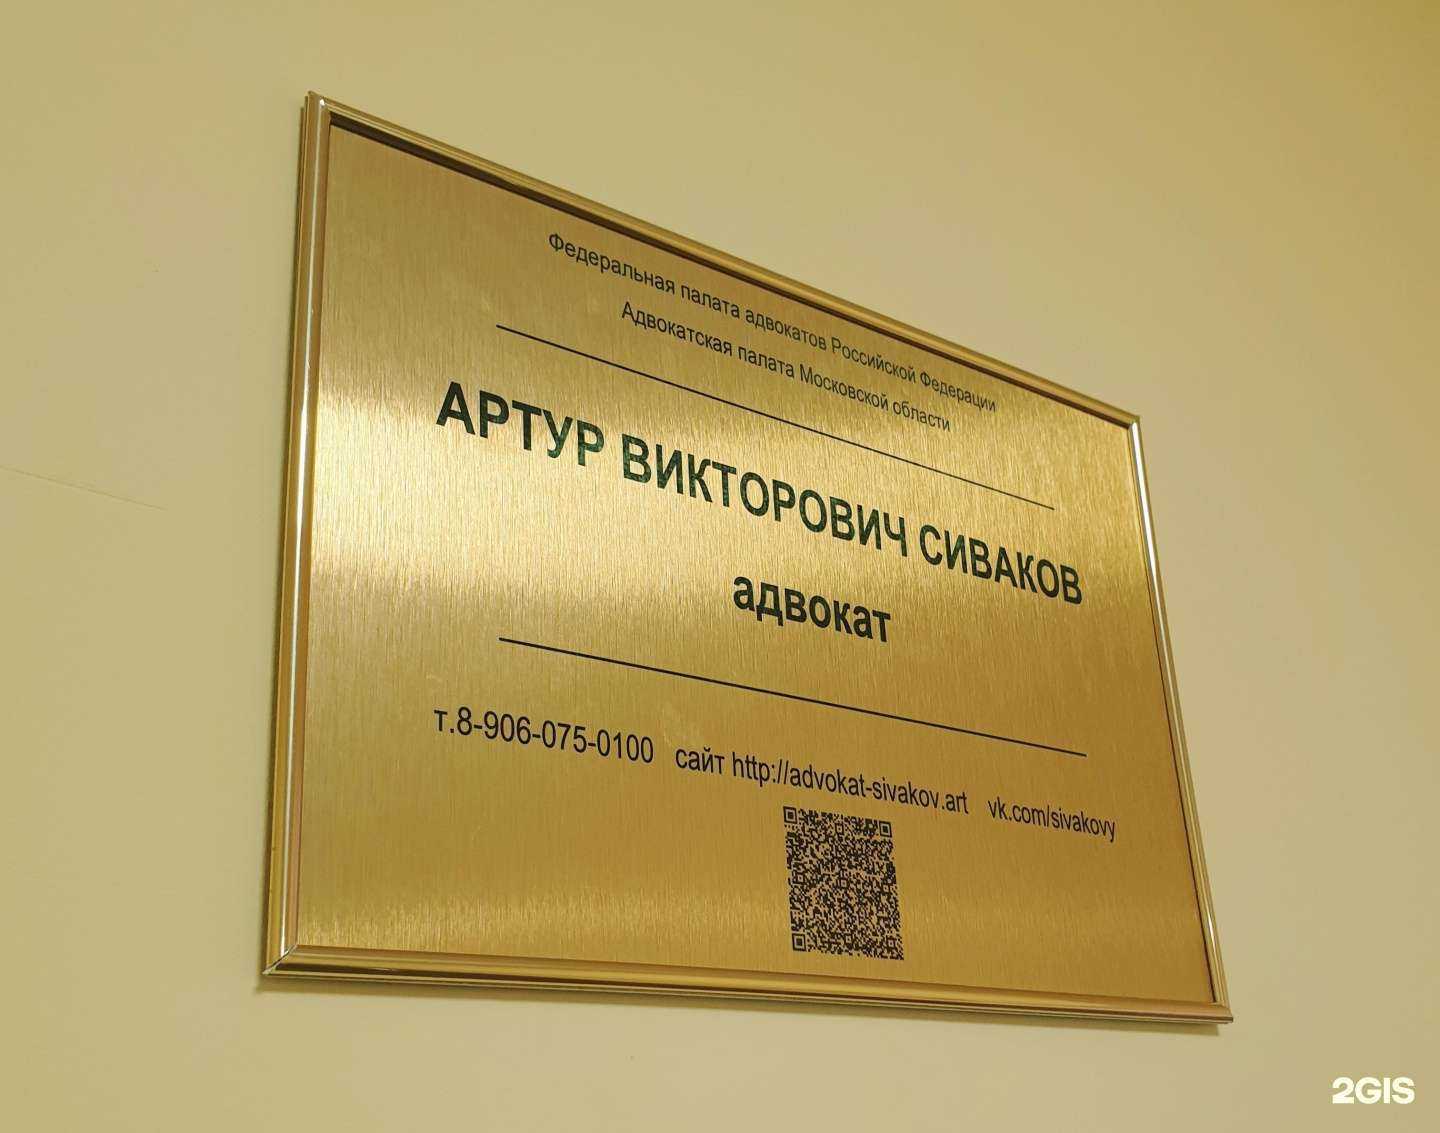 Федеральная палата адвокатов Российской Федерации
Адвокатская палата Московской области
АРТУР ВИКТОРОВИЧ СИВАКОВ
адвокат
т.8-906-075-0100 сайт http://advokat-sivakov.art vk.com/sivakovy
2GIS